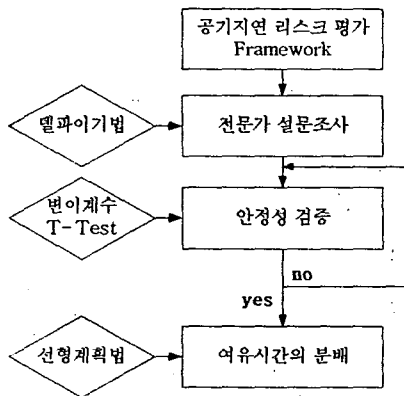 공기지연 리스크 평가
Framework
델파이기법
전문가 설문조사
변이계수
T-Test
안정성 검증
no
yes
선형계획법
여유시간의 분배